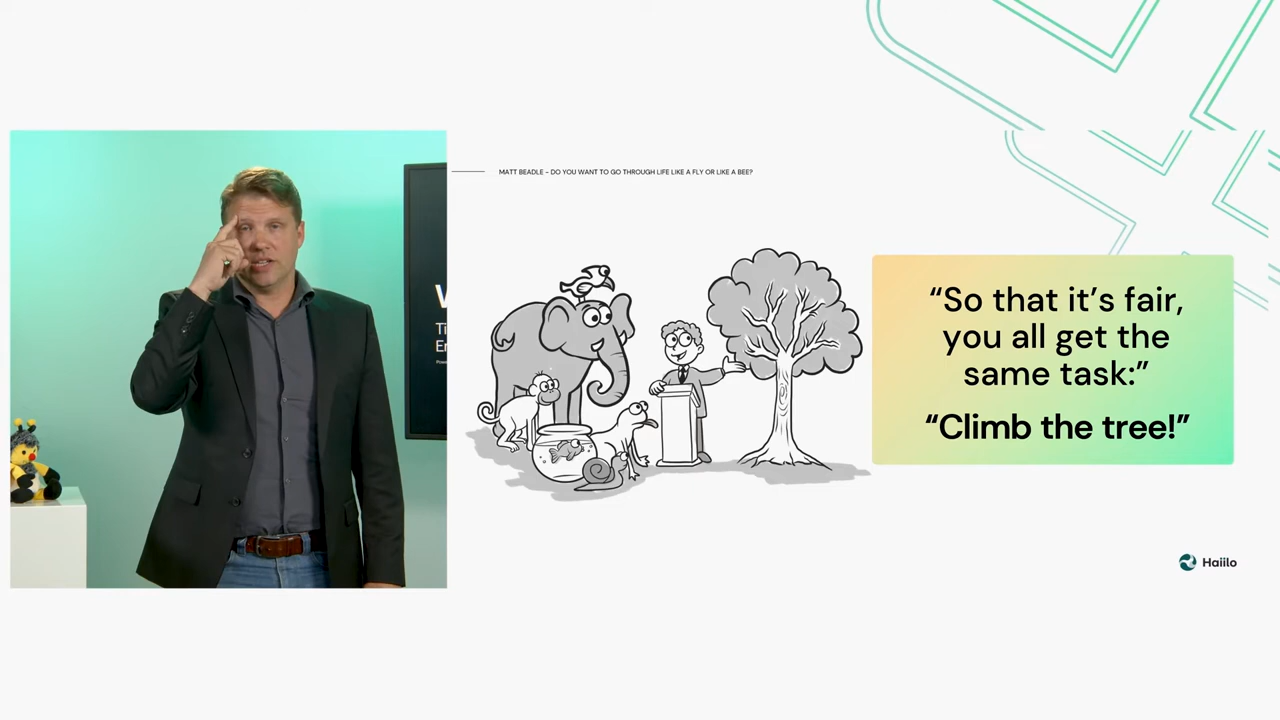 MATT BEADLE – DO YOU WANT TO GO THROUGH LIFE LIKE A FLY OR LIKE A BEE?
“So that it’s fair,
you all get the
same task:”
“Climb the tree!”
Haiilo